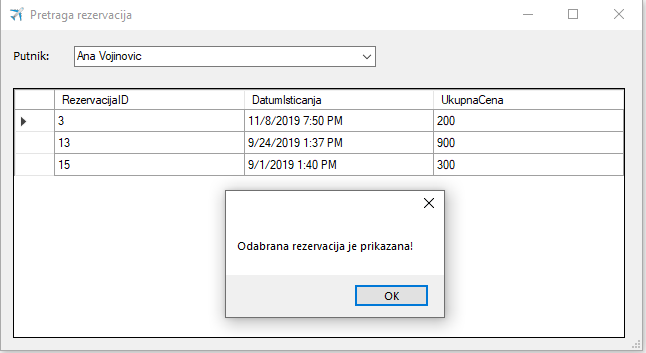 Pretraga rezervacija
Putnik: Ana Vojinovic
RezervacijaID DatumIsticanja UkupnaCena
3 11/8/2019 7:50 PM 200
13 9/24/2019 1:37 PM 900
15 9/1/2019 1:40 PM 300
Odabrana rezervacija je prikazana!
OK